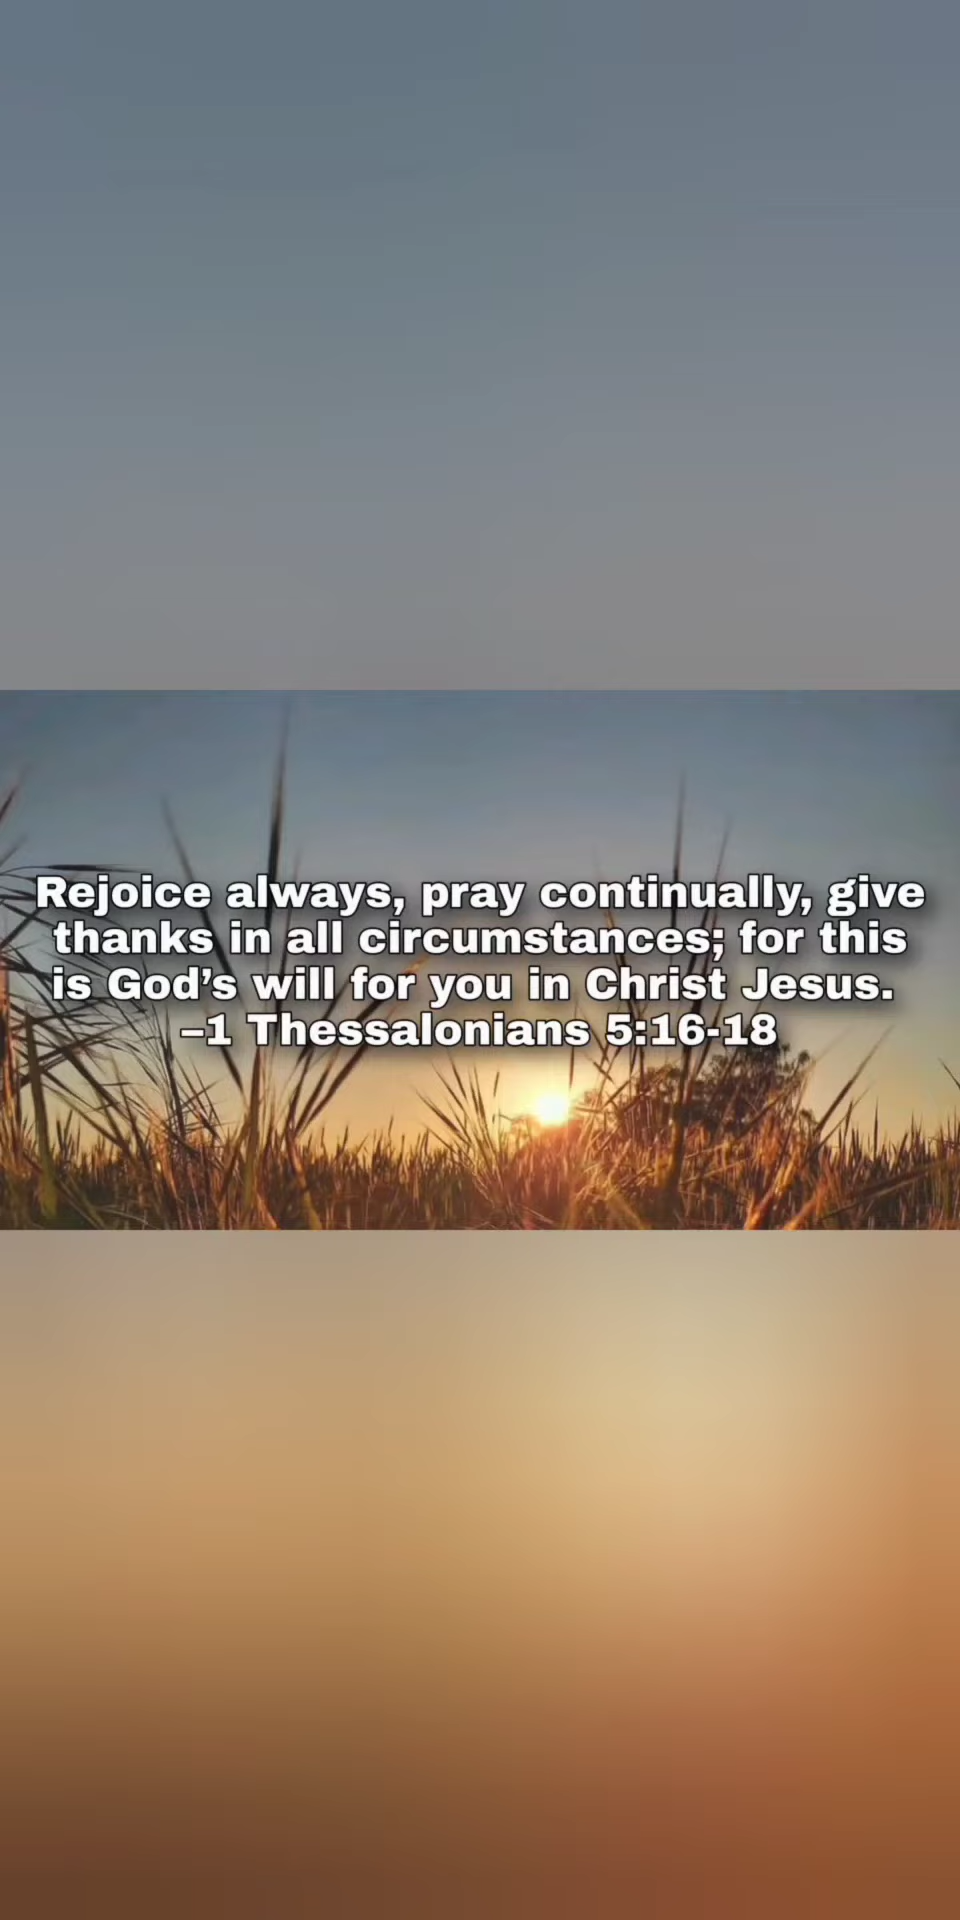 Rejoice always, pray continually, give
thanks in all circumstances; for this
is God’s will for you in Christ Jesus.
–1 Thessalonians 5:16-18